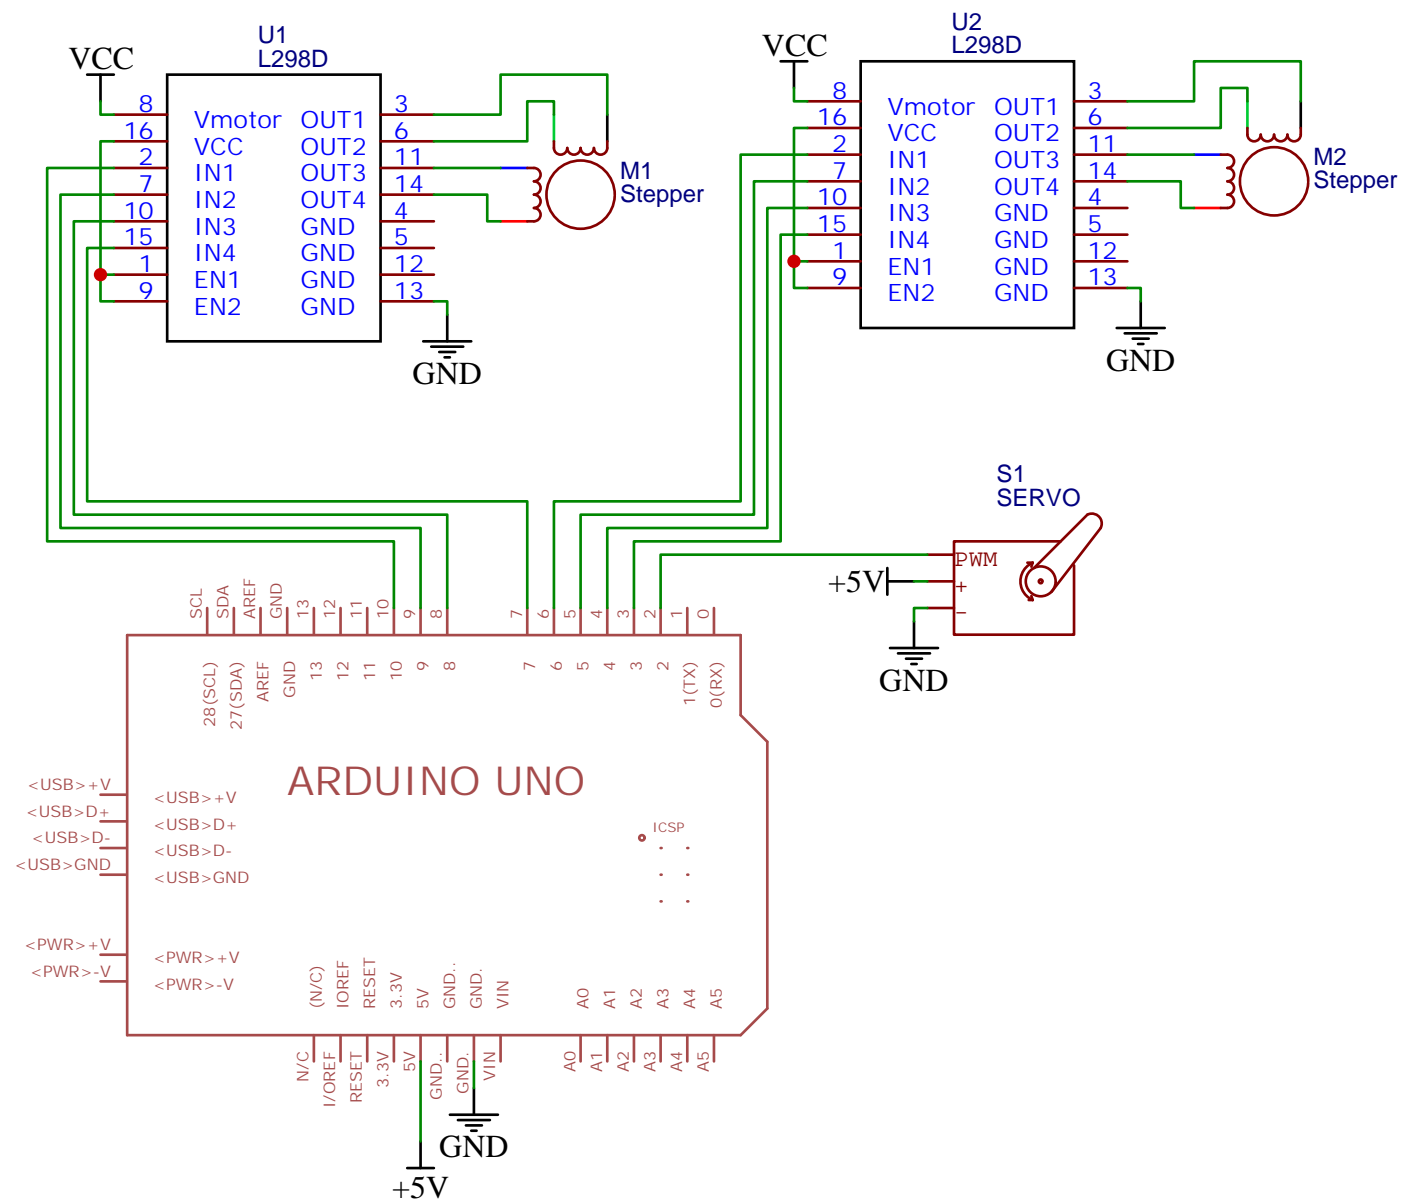 U1
L298D
VCC
8 Vmotor OUT1 3
16 VCC OUT2 6
2 IN1 OUT3 11
7 IN2 OUT4 14
10 IN3 GND 4
15 IN4 GND 5
1 EN1 GND 12
9 EN2 GND 13
M1
Stepper
GND
U2
L298D
VCC
8 Vmotor OUT1 3
16 VCC OUT2 6
2 IN1 OUT3 11
7 IN2 OUT4 14
10 IN3 GND 4
15 IN4 GND 5
1 EN1 GND 12
9 EN2 GND 13
M2
Stepper
GND
S1
SERVO
PWM
+5V +
-
GND
SCL SDA AREF GND 13 12 11 10 9 8 7 6 5 4 3 2 1 0
28(SCL) 27(SDA) AREF GND 13 12 11 10 9 8 7 6 5 4 3 2 1(TX) 0(RX)
ARDUINO UNO
<USB>+V <USB>+V
<USB>D+ <USB>D+
<USB>D- <USB>D-
<USB>GND <USB>GND
ICSP
<PWR>+V <PWR>+V
<PWR>-V <PWR>-V
(N/C) IOREF RESET 3.3V 5V GND.. GND. VIN A0 A1 A2 A3 A4 A5
N/C I/OREF RESET 3.3V 5V GND.. GND. VIN A0 A1 A2 A3 A4 A5
GND
+5V